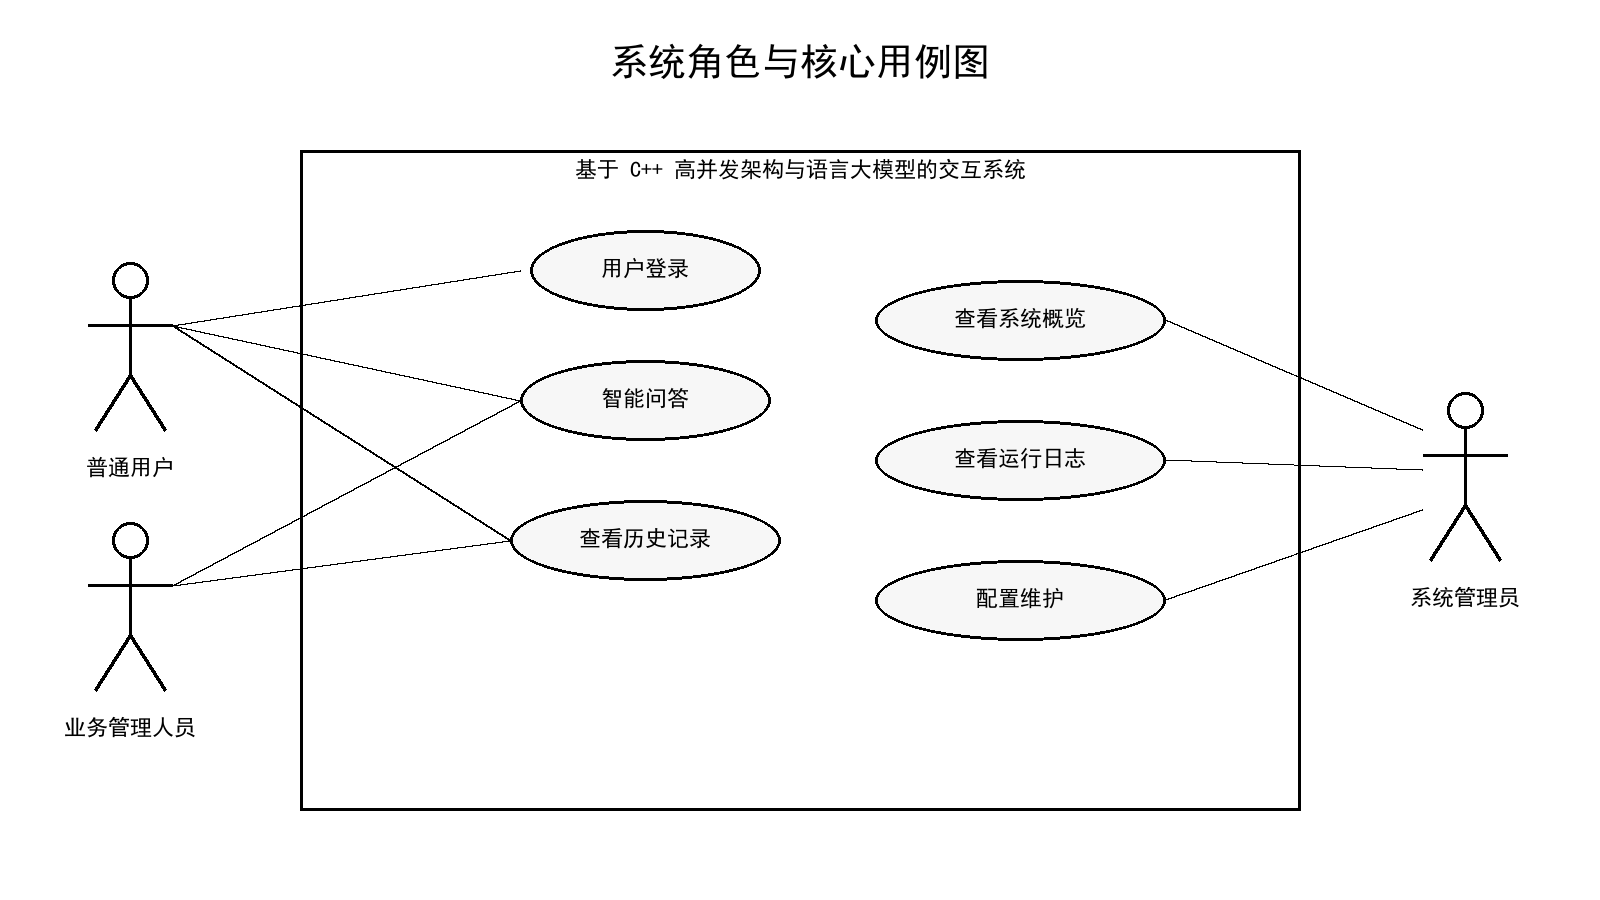 系统角色与核心用例图
基于 C++ 高并发架构与语言大模型的交互系统
用户登录
查看系统概览
智能问答
查看运行日志
普通用户
查看历史记录
配置维护
系统管理员
业务管理人员